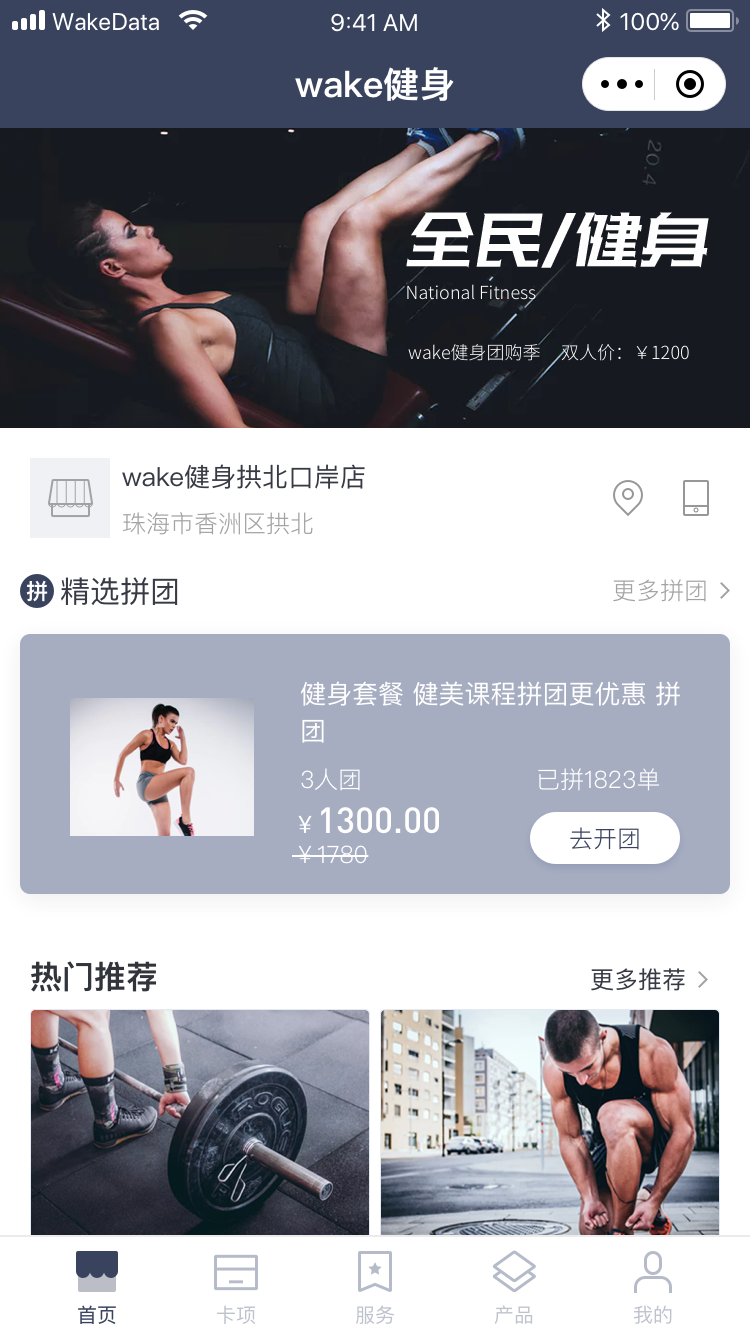 WakeData 9:41 AM 100%
wake健身
20.4
全民/健身
National Fitness
wake健身团购季 双人价：￥1200
wake健身拱北口岸店
珠海市香洲区拱北
拼 精选拼团 更多拼团
健身套餐 健美课程拼团更优惠 拼
团
3人团 已拼1823单
¥ 1300.00
¥ 1780
去开团
热门推荐 更多推荐
首页 卡项 服务 产品 我的